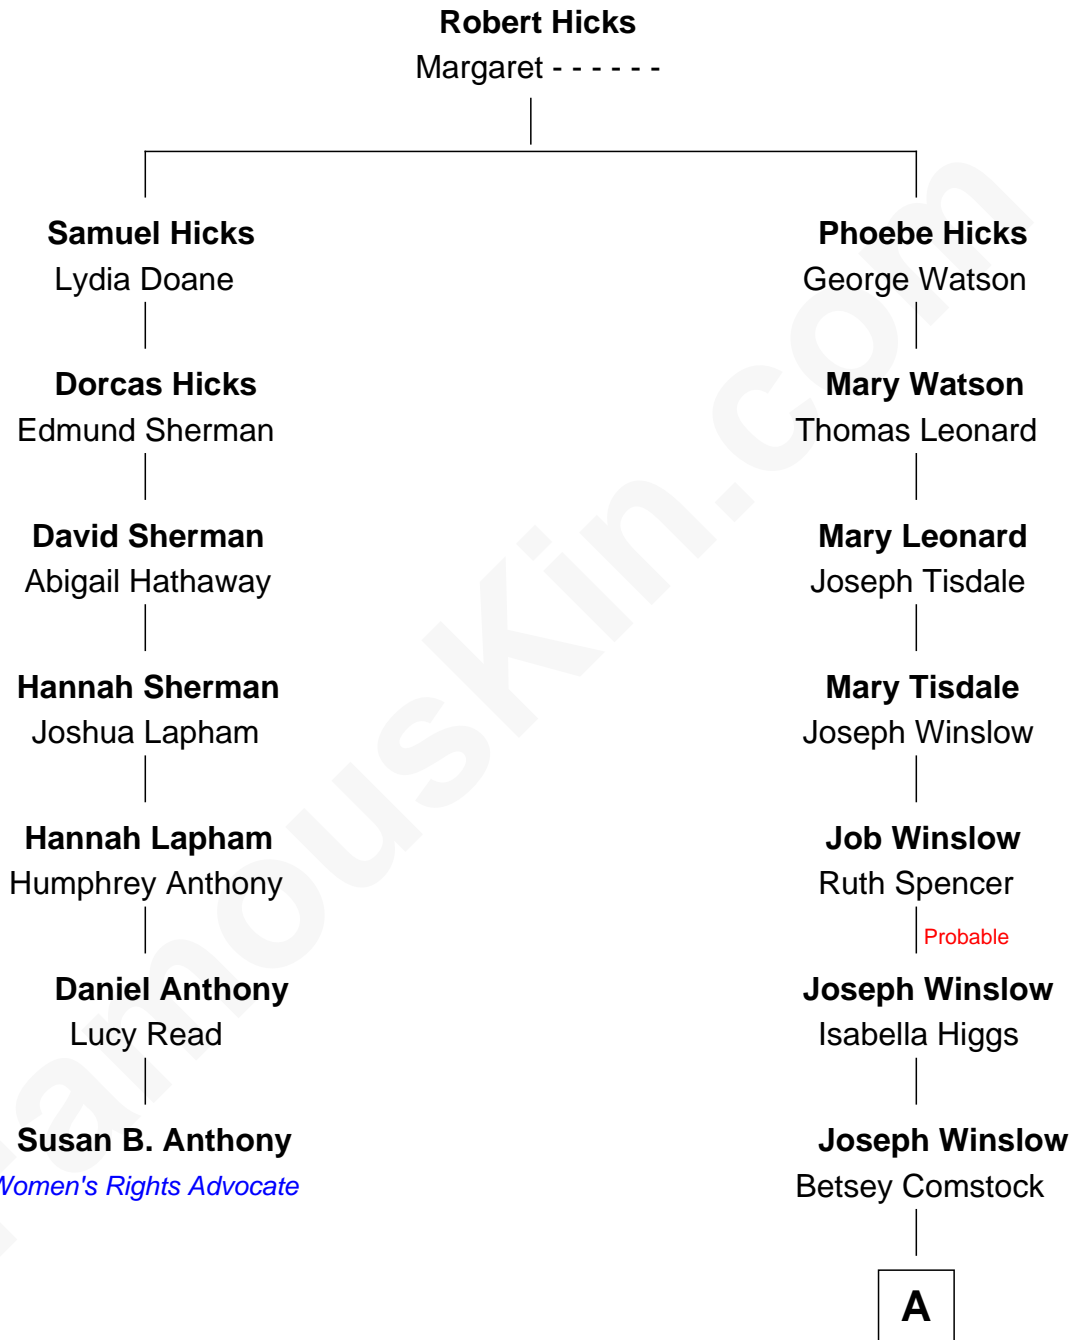 Robert Hicks
Margaret - - - - - -
Samuel Hicks
Lydia Doane
Phoebe Hicks
George Watson
Dorcas Hicks
Edmund Sherman
Mary Watson
Thomas Leonard
David Sherman
Abigail Hathaway
Mary Leonard
Joseph Tisdale
Hannah Sherman
Joshua Lapham
Mary Tisdale
Joseph Winslow
Hannah Lapham
Humphrey Anthony
Job Winslow
Ruth Spencer
Probable
Daniel Anthony
Lucy Read
Joseph Winslow
Isabella Higgs
Susan B. Anthony
Women's Rights Advocate
Joseph Winslow
Betsey Comstock
A
FamousKin.com